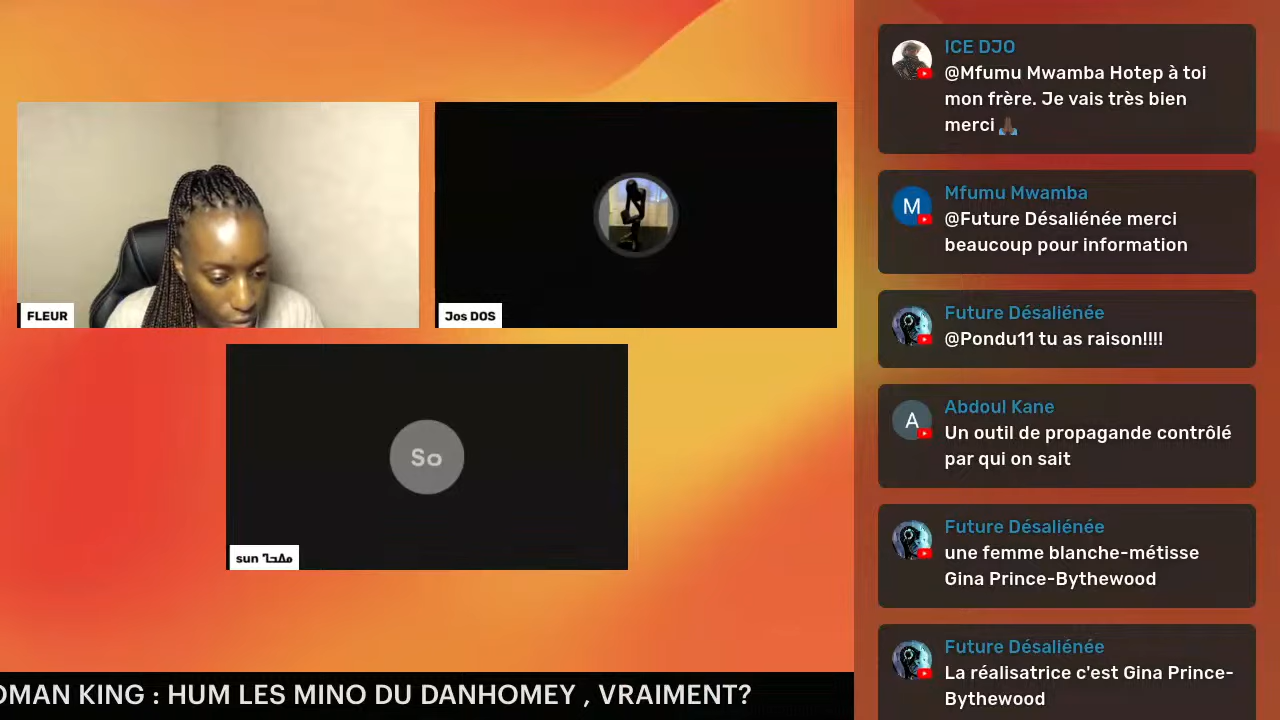 FLEUR
Jos DOS
So
sun
OMAN KING : HUM LES MINO DU DANHOMEY , VRAIMENT?
ICE DJO
@Mfumu Mwamba Hotep à toi
mon frère. Je vais très bien
merci🙏🏿
M
Mfumu Mwamba
@Future Désaliénée merci
beaucoup pour information
Future Désaliénée
@Pondu11 tu as raison!!!!
A
Abdoul Kane
Un outil de propagande contrôlé
par qui on sait
Future Désaliénée
une femme blanche-métisse
Gina Prince-Bythewood
Future Désaliénée
La réalisatrice c'est Gina Prince-
Bythewood